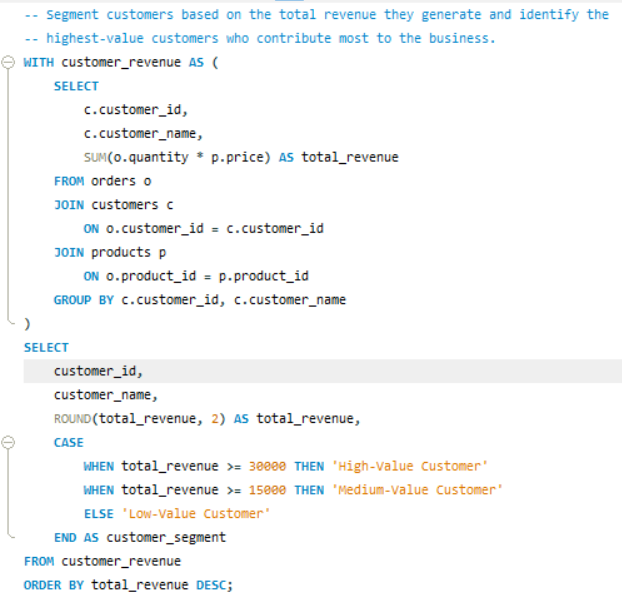 -- Segment customers based on the total revenue they generate and identify the
-- highest-value customers who contribute most to the business.
WITH customer_revenue AS (
    SELECT
        c.customer_id,
        c.customer_name,
        SUM(o.quantity * p.price) AS total_revenue
    FROM orders o
    JOIN customers c
        ON o.customer_id = c.customer_id
    JOIN products p
        ON o.product_id = p.product_id
    GROUP BY c.customer_id, c.customer_name
)
SELECT
    customer_id,
    customer_name,
    ROUND(total_revenue, 2) AS total_revenue,
    CASE
        WHEN total_revenue >= 30000 THEN 'High-Value Customer'
        WHEN total_revenue >= 15000 THEN 'Medium-Value Customer'
        ELSE 'Low-Value Customer'
    END AS customer_segment
FROM customer_revenue
ORDER BY total_revenue DESC;